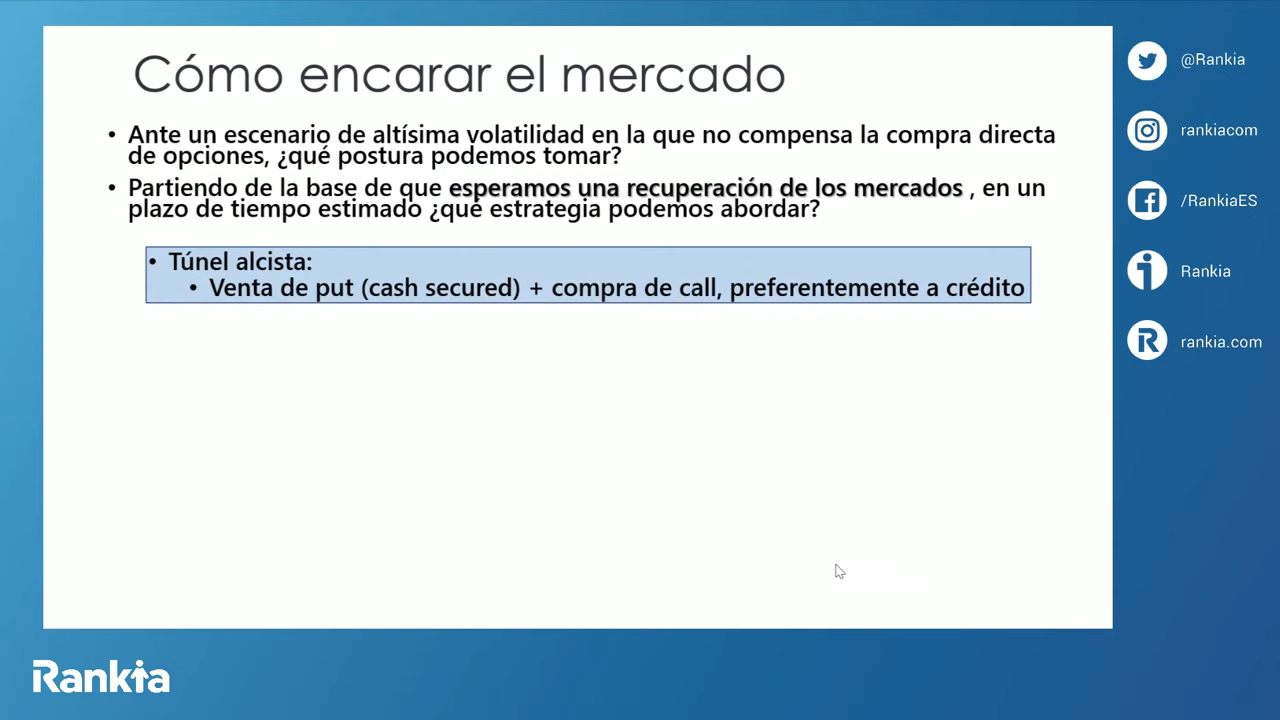 Cómo encarar el mercado
• Ante un escenario de altísima volatilidad en la que no compensa la compra directa
de opciones, ¿qué postura podemos tomar?
• Partiendo de la base de que esperamos una recuperación de los mercados , en un
plazo de tiempo estimado ¿qué estrategia podemos abordar?
• Túnel alcista:
• Venta de put (cash secured) + compra de call, preferentemente a crédito
@Rankia
rankiacom
/RankiaES
Rankia
rankia.com
Rankia